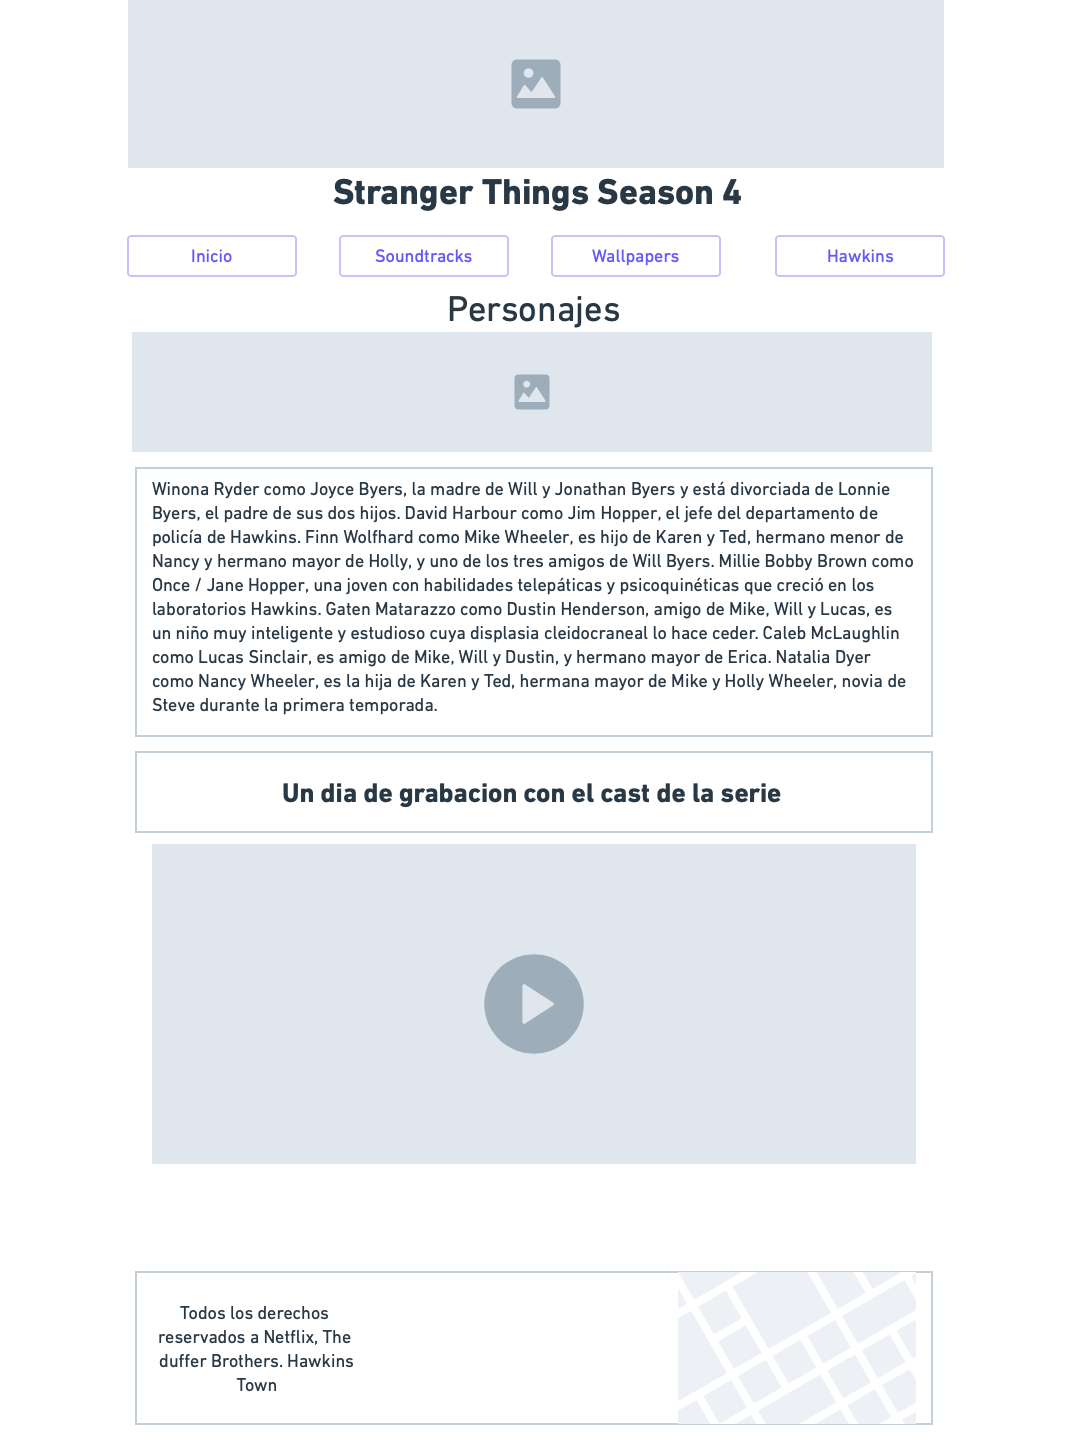 Stranger Things Season 4
Inicio
Soundtracks
Wallpapers
Hawkins
Personajes
Winona Ryder como Joyce Byers, la madre de Will y Jonathan Byers y está divorciada de Lonnie
Byers, el padre de sus dos hijos. David Harbour como Jim Hopper, el jefe del departamento de
policía de Hawkins. Finn Wolfhard como Mike Wheeler, es hijo de Karen y Ted, hermano menor de
Nancy y hermano mayor de Holly, y uno de los tres amigos de Will Byers. Millie Bobby Brown como
Once / Jane Hopper, una joven con habilidades telepáticas y psicoquinéticas que creció en los
laboratorios Hawkins. Gaten Matarazzo como Dustin Henderson, amigo de Mike, Will y Lucas, es
un niño muy inteligente y estudioso cuya displasia cleidocraneal lo hace ceder. Caleb McLaughlin
como Lucas Sinclair, es amigo de Mike, Will y Dustin, y hermano mayor de Erica. Natalia Dyer
como Nancy Wheeler, es la hija de Karen y Ted, hermana mayor de Mike y Holly Wheeler, novia de
Steve durante la primera temporada.
Un dia de grabacion con el cast de la serie
Todos los derechos
reservados a Netflix, The
duffer Brothers. Hawkins
Town